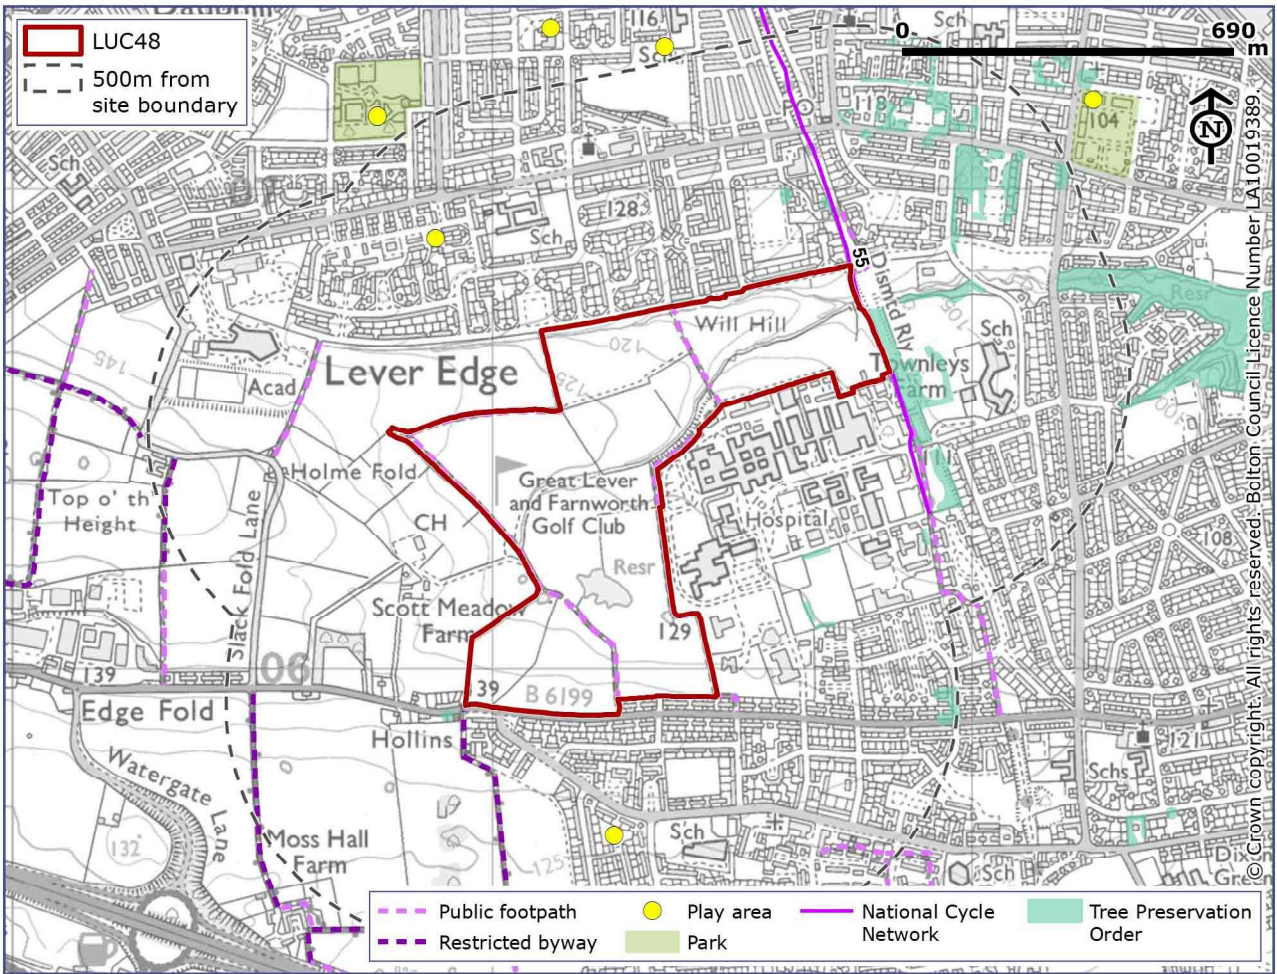 LUC48
500m from
site boundary
116
Sch
Sch
0
690
m
N
118
104
Sch
128
Sch
55
Dismd Rly
Will Hill
120
105
Resr
Sch
Lever Edge
145
125
Acad
Townleys
Farm
Holme Fold
Great Lever
and Farnworth
Golf Club
Top o' th
Height
CH
Hospital
108
Slack Fold Lane
Resr
Scott Meadow
Farm
129
139
06
39
B 6199
Edge Fold
Hollins
121
Watergate Lane
Schs
132
Moss Hall
Farm
Sch
125
Sch
© Crown copyright. All rights reserved. Bolton Council Licence Number LA100019389.
Public footpath
Play area
National Cycle
Network
Tree Preservation
Order
Restricted byway
Park